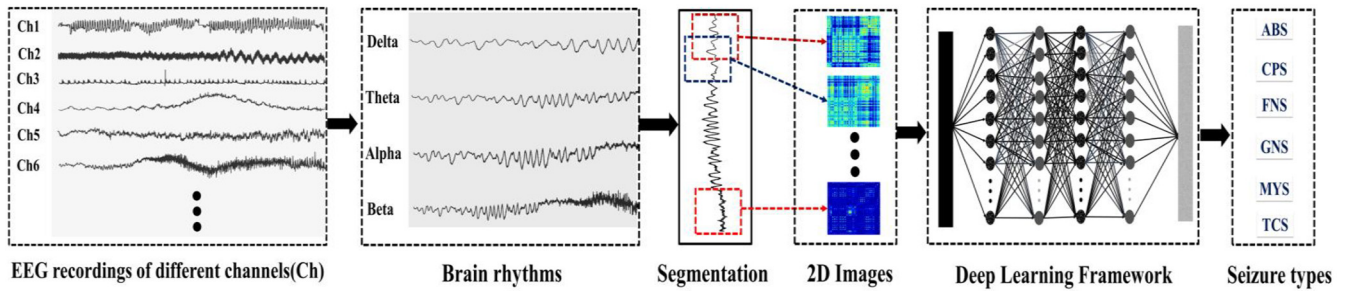 Ch1
Ch2
Ch3
Ch4
Ch5
Ch6
EEG recordings of different channels(Ch)
Delta
Theta
Alpha
Beta
Brain rhythms
Segmentation
2D Images
Deep Learning Framework
ABS
CPS
FNS
GNS
MYS
TCS
Seizure types